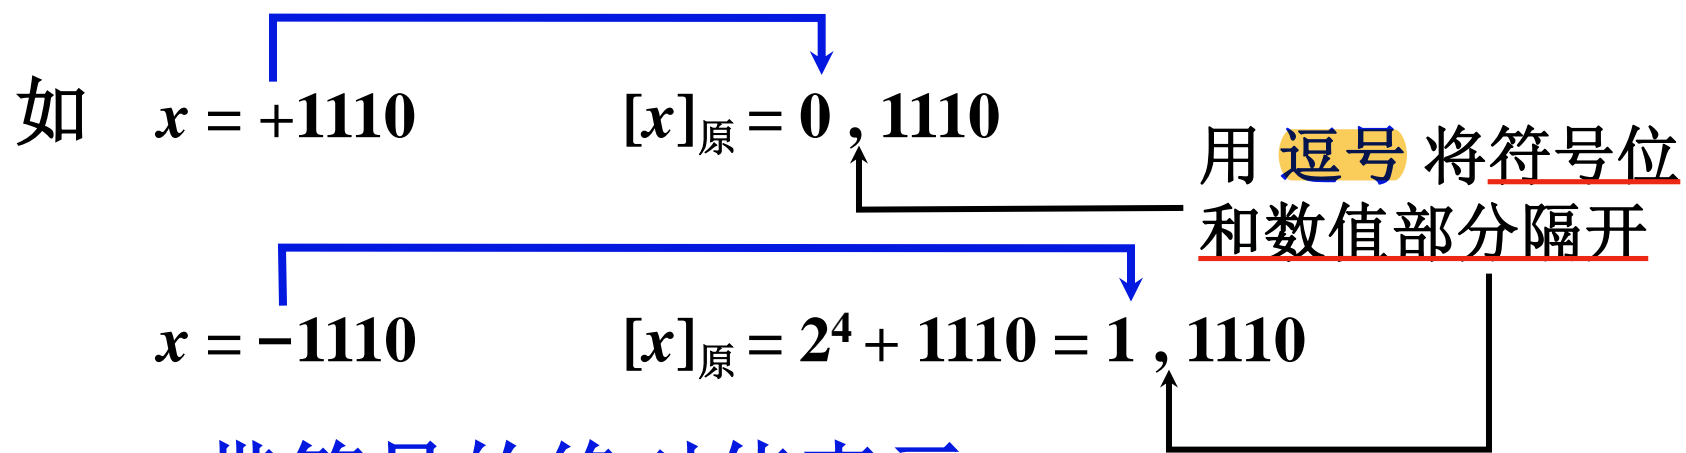 如 x = +1110 [x]原 = 0 , 1110
用 逗号 将符号位
和数值部分隔开
x = −1110 [x]原 = 2⁴ + 1110 = 1 , 1110